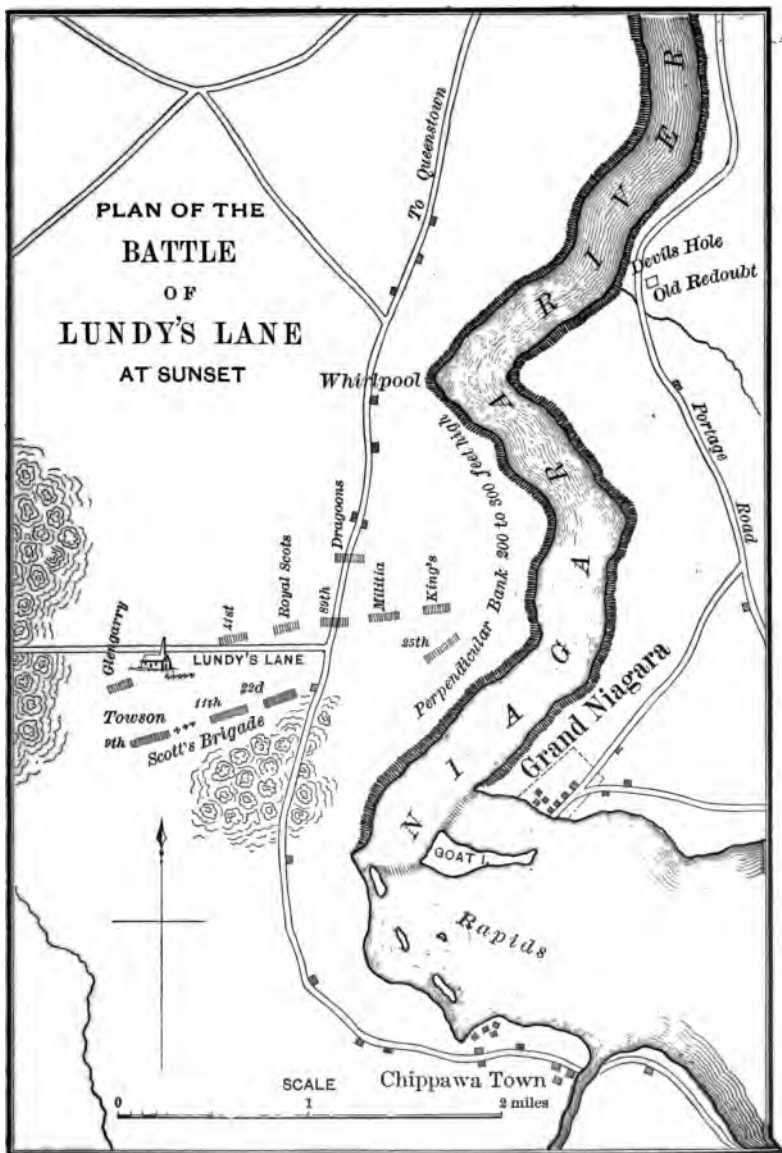 PLAN OF THE
BATTLE
OF
LUNDY'S LANE
AT SUNSET
To Queenstown
NIAGARA RIVER
Devils Hole
Old Redoubt
Whirlpool
Portage
Road
Perpendicular Bank 200 to 300 feet high
Dragoons
Glengarry
41st
Royal Scots
89th
Militia
King's
25th
LUNDY'S LANE
Towson
9th
11th
22d
Scott's Brigade
Grand Niagara
GOAT I.
Rapids
Chippawa Town
SCALE
0 1 2 miles